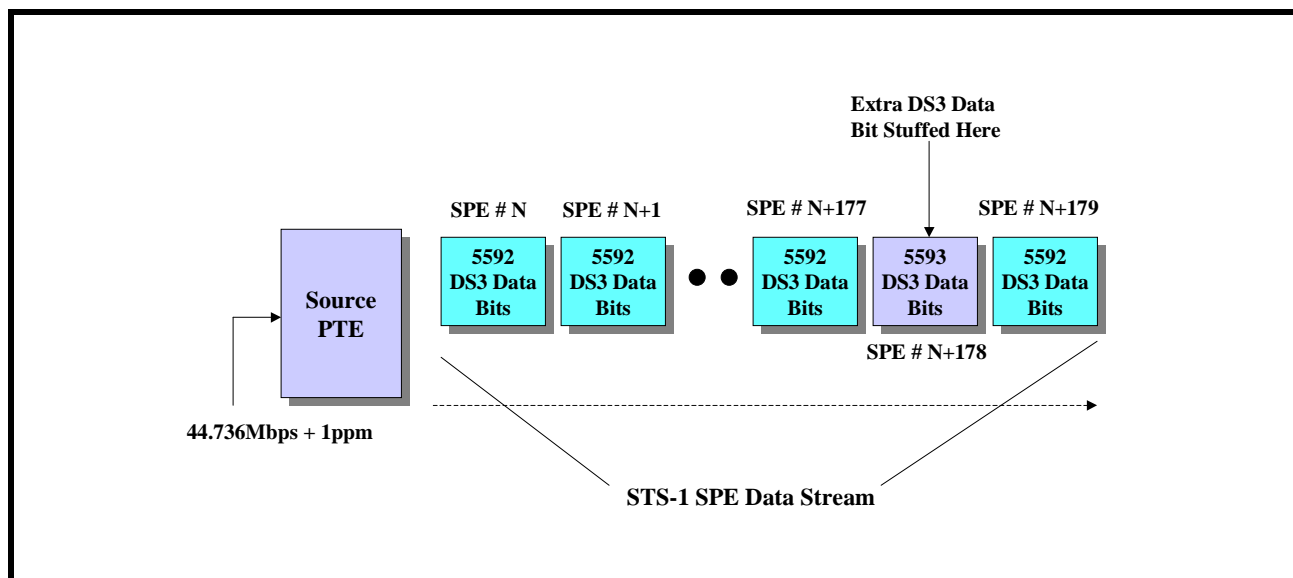 Extra DS3 Data
Bit Stuffed Here
SPE # N
SPE # N+1
SPE # N+177
SPE # N+179
Source
PTE
5592
DS3 Data
Bits
5592
DS3 Data
Bits
5592
DS3 Data
Bits
5593
DS3 Data
Bits
5592
DS3 Data
Bits
SPE # N+178
44.736Mbps + 1ppm
STS-1 SPE Data Stream